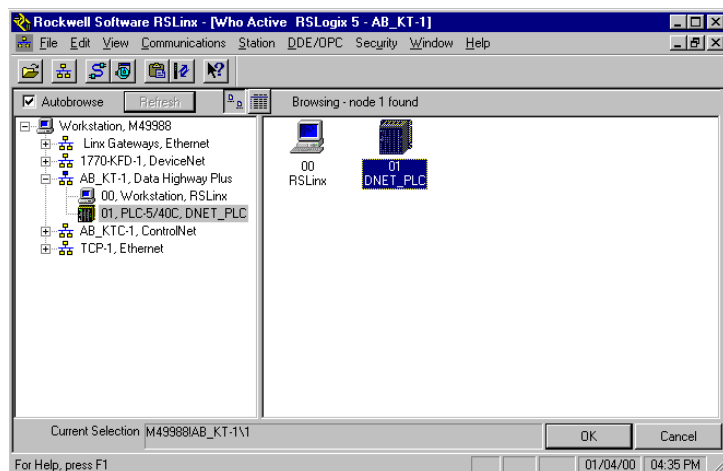 Rockwell Software RSLinx - [Who Active RSLogix 5 - AB_KT-1]
File Edit View Communications Station DDE/OPC Security Window Help
Autobrowse Refresh Browsing - node 1 found
Workstation, M49988
Linx Gateways, Ethernet
1770-KFD-1, DeviceNet
AB_KT-1, Data Highway Plus
00, Workstation, RSLinx
01, PLC-5/40C, DNET_PLC
AB_KTC-1, ControlNet
TCP-1, Ethernet
00
RSLinx
01
DNET_PLC
Current Selection M49988!AB_KT-1\1
OK Cancel
For Help, press F1 01/04/00 04:35 PM